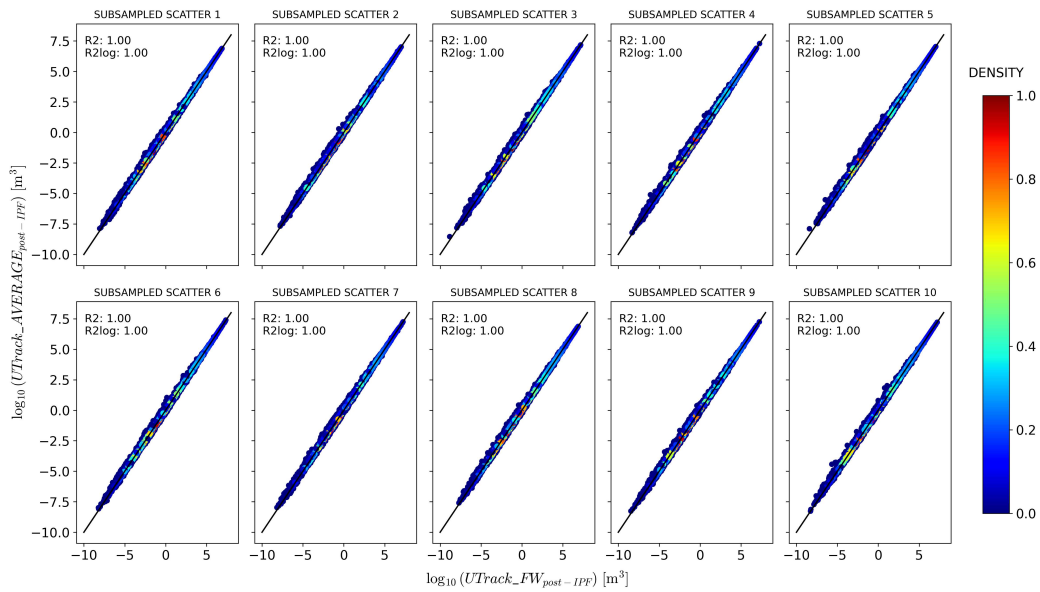 SUBSAMPLED SCATTER 1
SUBSAMPLED SCATTER 2
SUBSAMPLED SCATTER 3
SUBSAMPLED SCATTER 4
SUBSAMPLED SCATTER 5
R2: 1.00
R2log: 1.00
R2: 1.00
R2log: 1.00
R2: 1.00
R2log: 1.00
R2: 1.00
R2log: 1.00
R2: 1.00
R2log: 1.00
7.5
5.0
2.5
0.0
−2.5
−5.0
−7.5
−10.0
SUBSAMPLED SCATTER 6
SUBSAMPLED SCATTER 7
SUBSAMPLED SCATTER 8
SUBSAMPLED SCATTER 9
SUBSAMPLED SCATTER 10
R2: 1.00
R2log: 1.00
R2: 1.00
R2log: 1.00
R2: 1.00
R2log: 1.00
R2: 1.00
R2log: 1.00
R2: 1.00
R2log: 1.00
7.5
5.0
2.5
0.0
−2.5
−5.0
−7.5
−10.0
−10 −5 0 5
−10 −5 0 5
−10 −5 0 5
−10 −5 0 5
−10 −5 0 5
log10 (UTrack_AVERAGEpost−IPF) [m³]
log10 (UTrack_FWpost−IPF) [m³]
DENSITY
1.0
0.8
0.6
0.4
0.2
0.0